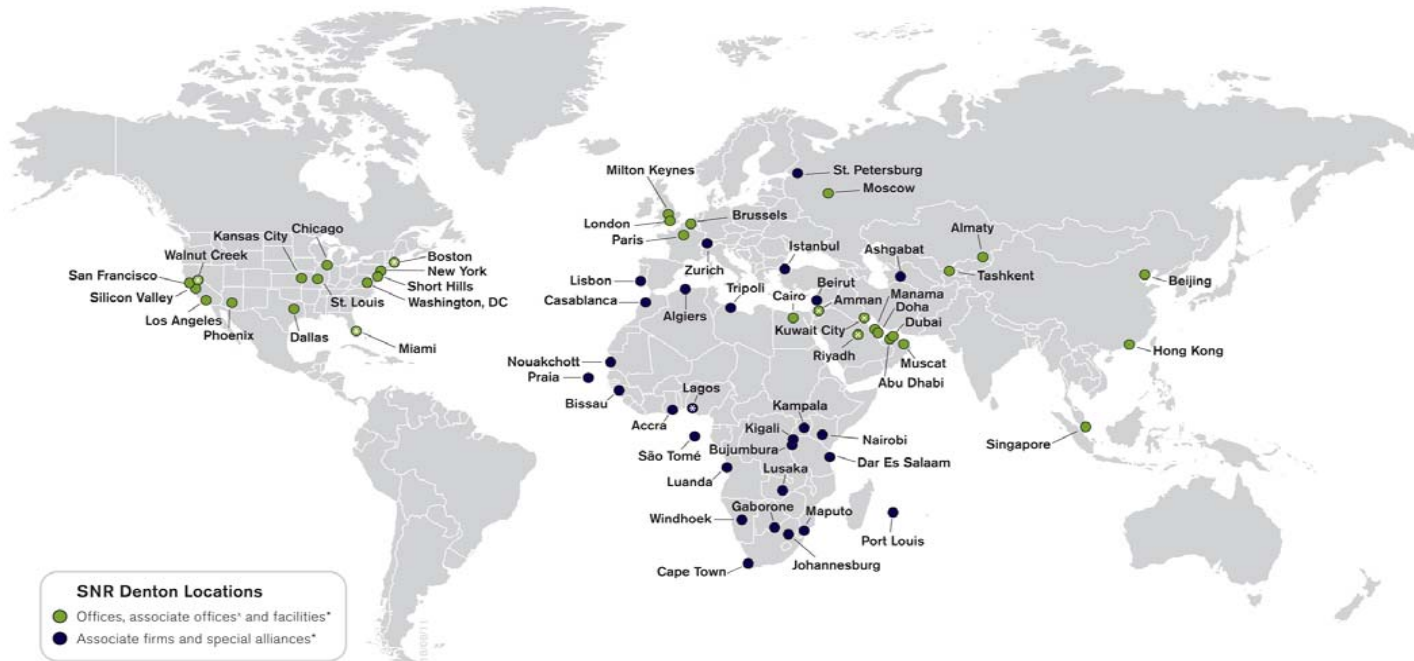 Milton Keynes
St. Petersburg
Moscow
London
Brussels
Paris
Chicago
Kansas City
Walnut Creek
San Francisco
Silicon Valley
Los Angeles
Phoenix
Dallas
St. Louis
Boston
New York
Short Hills
Washington, DC
Miami
Zurich
Istanbul
Ashgabat
Almaty
Tashkent
Beijing
Lisbon
Casablanca
Algiers
Tripoli
Cairo
Beirut
Amman
Manama
Doha
Dubai
Kuwait City
Riyadh
Muscat
Abu Dhabi
Hong Kong
Nouakchott
Praia
Bissau
Lagos
Accra
Kampala
Kigali
Nairobi
Singapore
São Tomé
Bujumbura
Dar Es Salaam
Luanda
Lusaka
Gaborone
Maputo
Windhoek
Port Louis
Cape Town
Johannesburg
SNR Denton Locations
Offices, associate offices× and facilities*
Associate firms and special alliances*